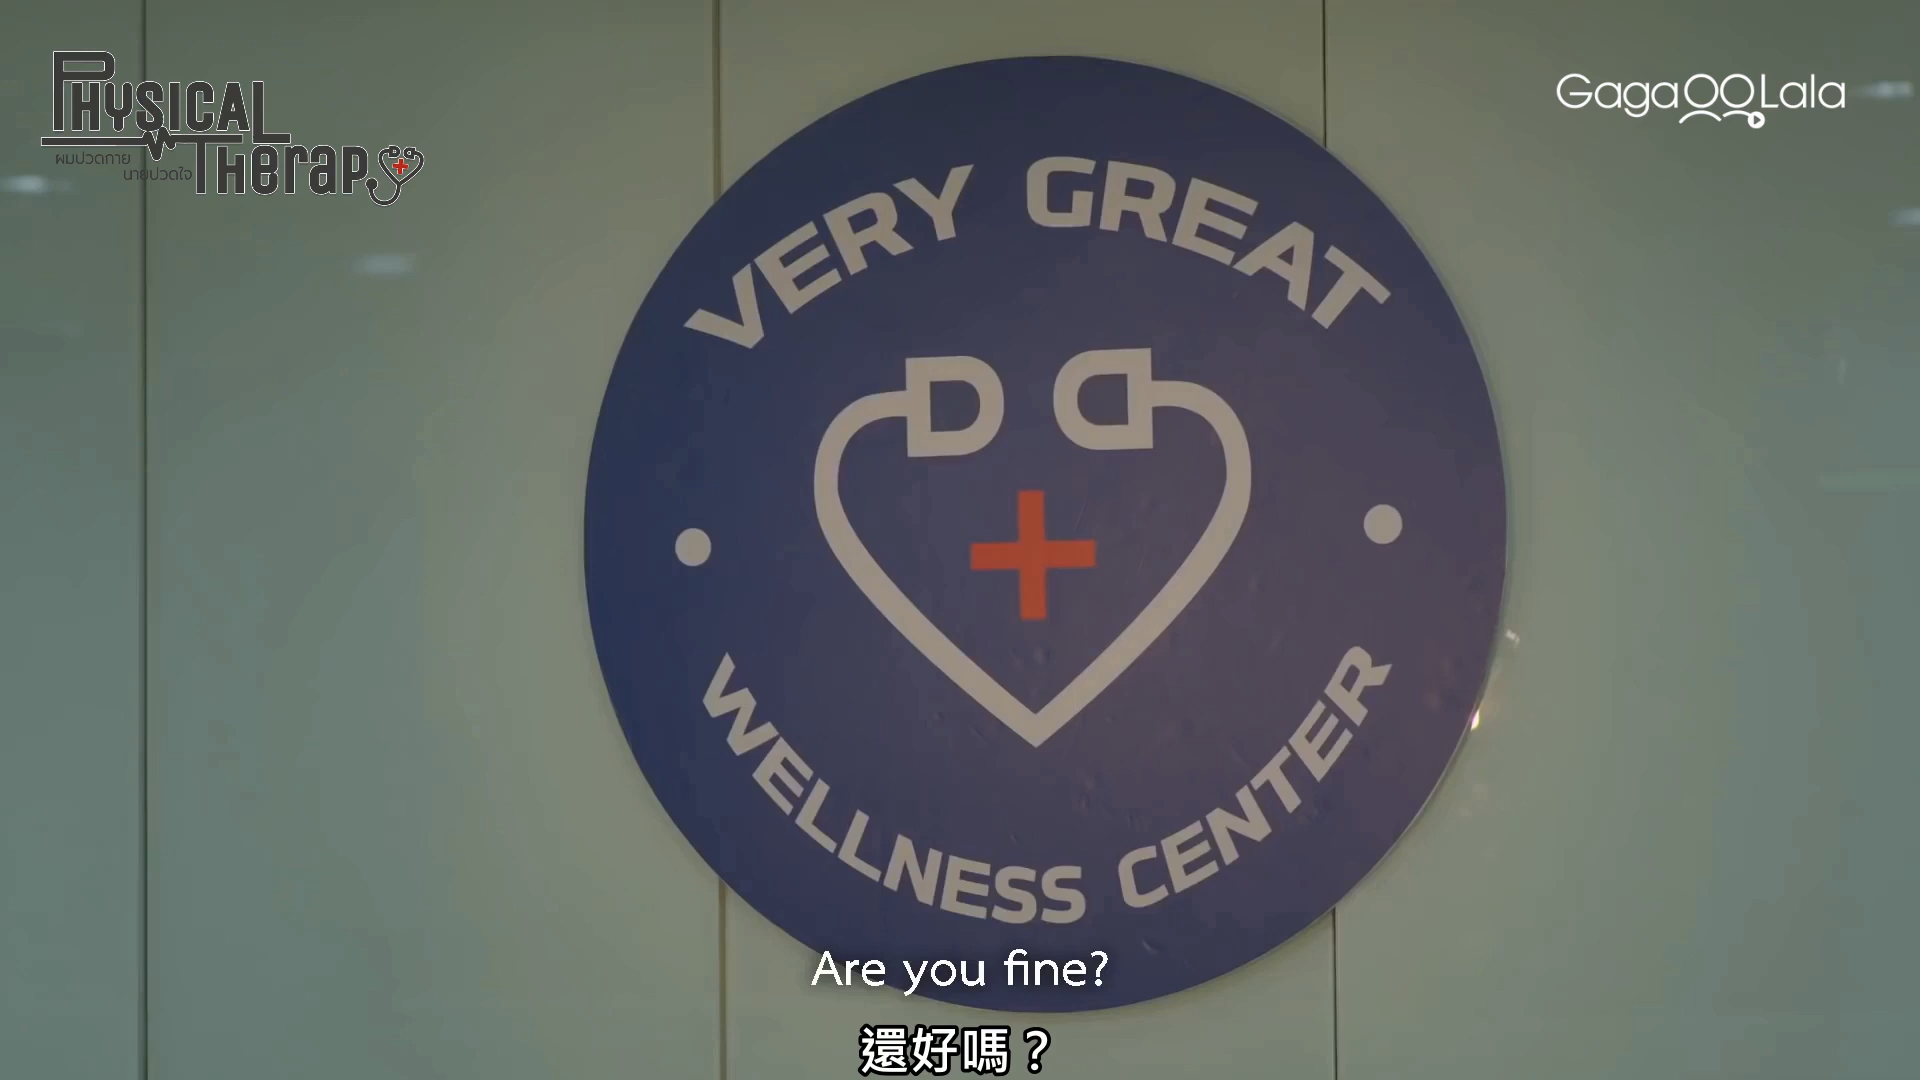 PHYSICAL
THerapy
ผมปวดกาย
นายปวดใจ
GagaOOLala
VERY GREAT
D D
WELLNESS CENTER
Are you fine?
還好嗎？